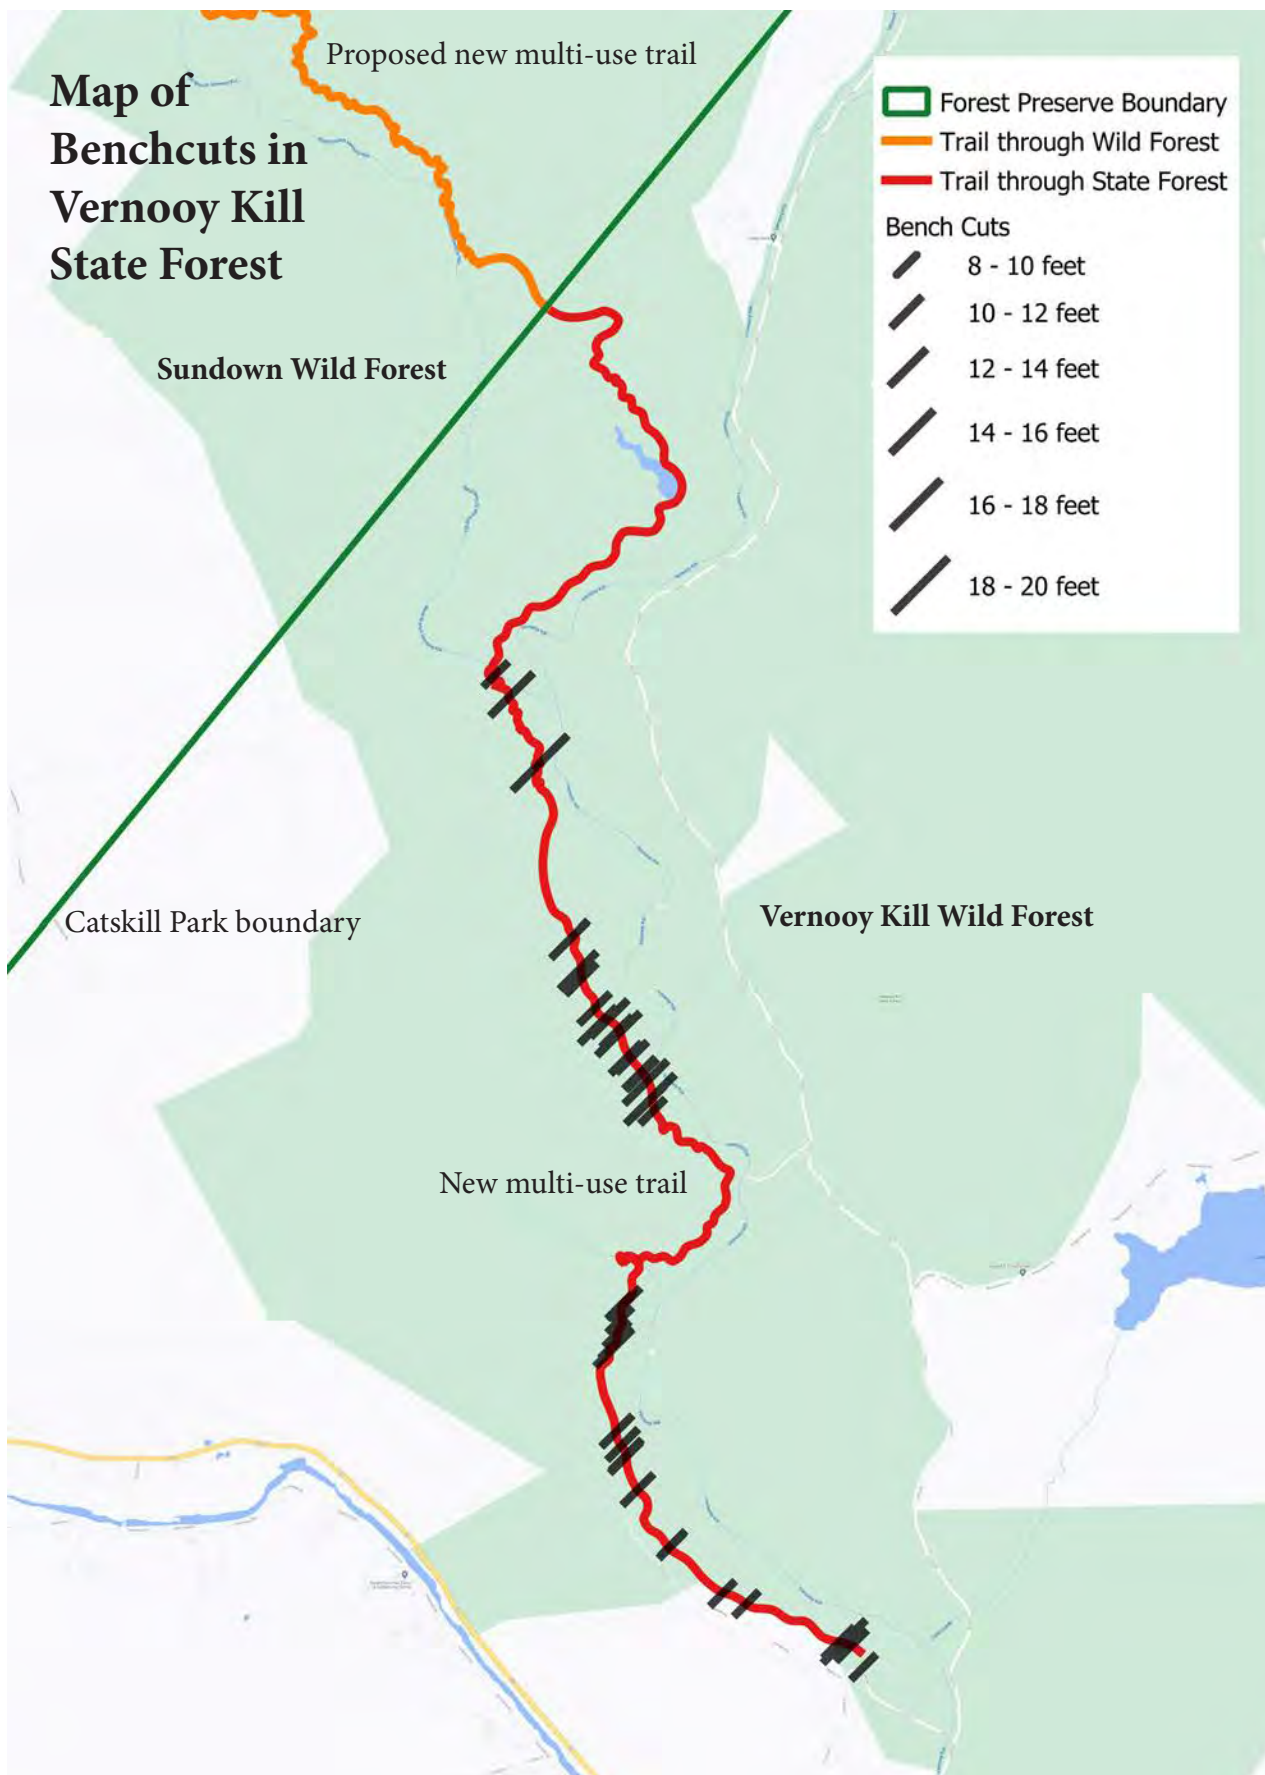 Proposed new multi-use trail
Map of
Benchcuts in
Vernooy Kill
State Forest
Forest Preserve Boundary
Trail through Wild Forest
Trail through State Forest
Bench Cuts
8 - 10 feet
10 - 12 feet
12 - 14 feet
14 - 16 feet
16 - 18 feet
18 - 20 feet
Sundown Wild Forest
Catskill Park boundary
Vernooy Kill Wild Forest
New multi-use trail